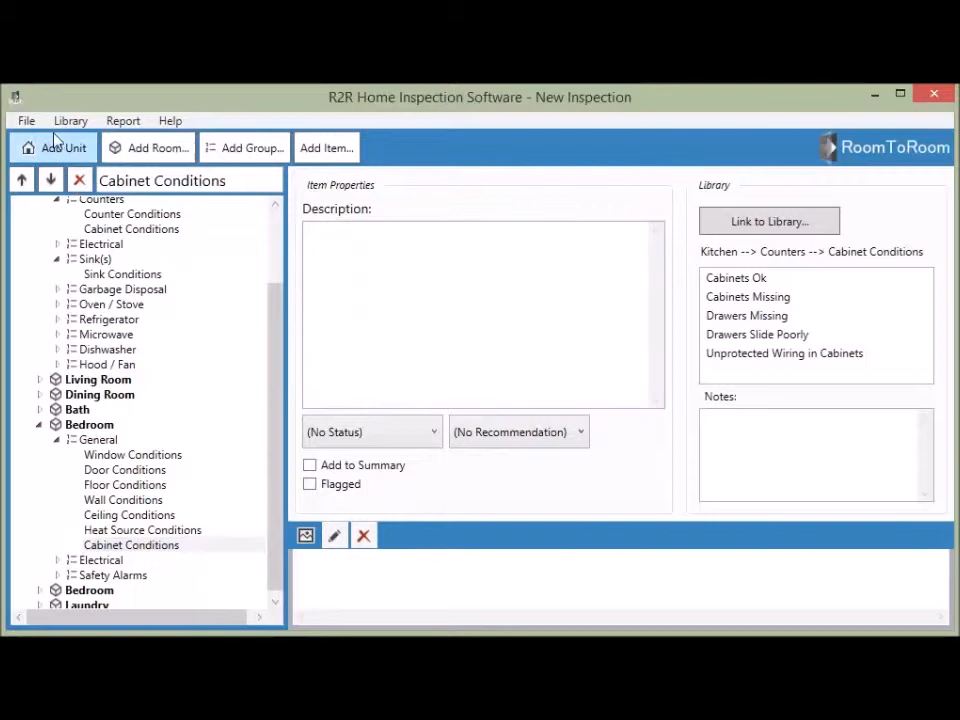 R2R Home Inspection Software - New Inspection
File Library Report Help
Add Unit Add Room... Add Group... Add Item... RoomToRoom
Cabinet Conditions
Counters
Counter Conditions
Cabinet Conditions
Electrical
Sink(s)
Sink Conditions
Garbage Disposal
Oven / Stove
Refrigerator
Microwave
Dishwasher
Hood / Fan
Living Room
Dining Room
Bath
Bedroom
General
Window Conditions
Door Conditions
Floor Conditions
Wall Conditions
Ceiling Conditions
Heat Source Conditions
Cabinet Conditions
Electrical
Safety Alarms
Bedroom
Laundry
Item Properties
Description:
(No Status) (No Recommendation)
Add to Summary
Flagged
Library
Link to Library...
Kitchen --> Counters --> Cabinet Conditions
Cabinets Ok
Cabinets Missing
Drawers Missing
Drawers Slide Poorly
Unprotected Wiring in Cabinets
Notes: